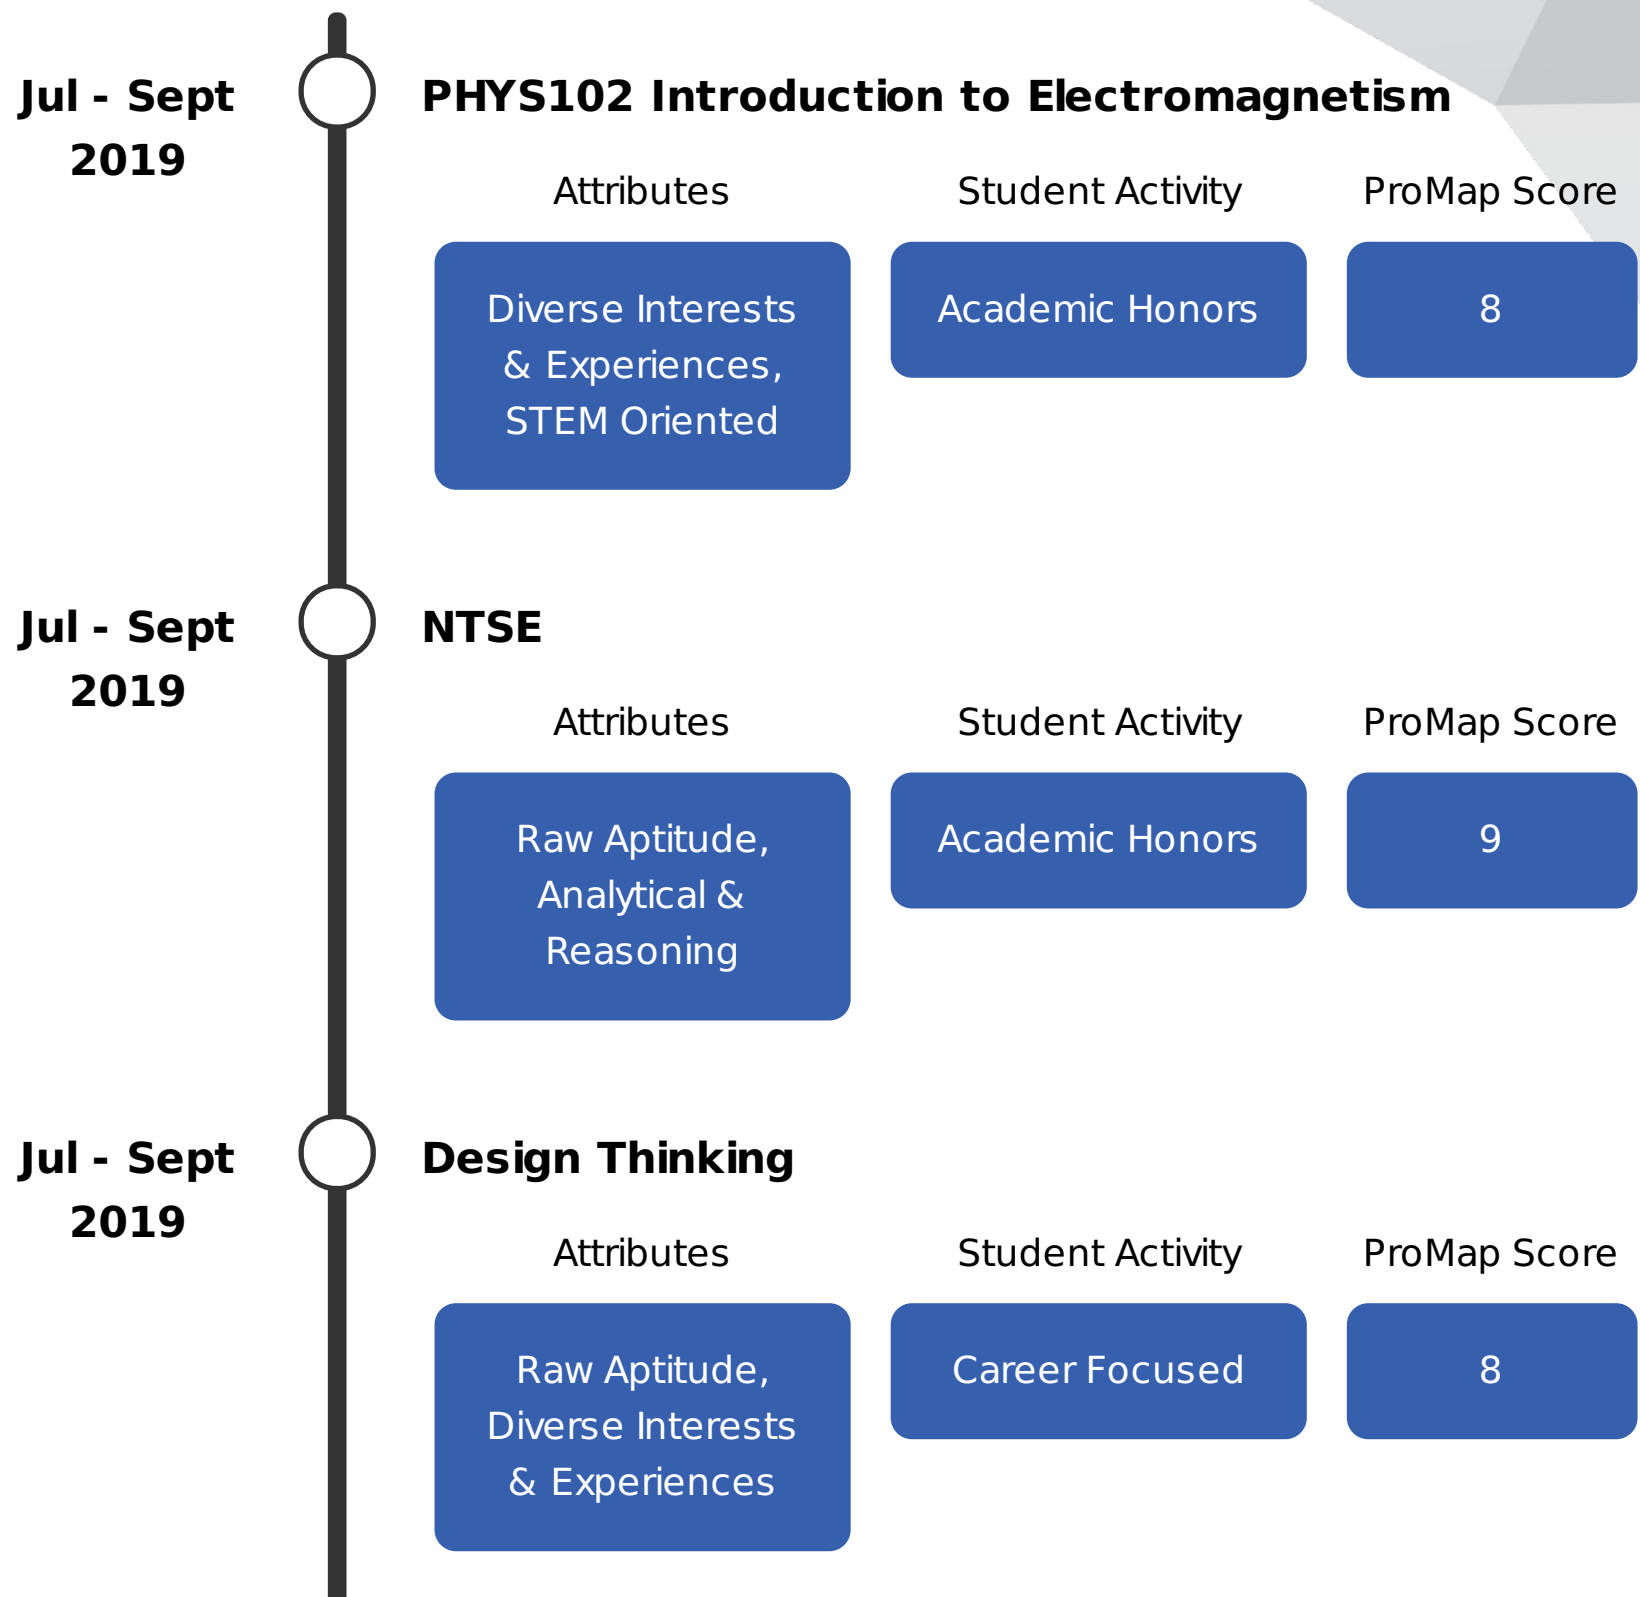 Jul - Sept
2019
PHYS102 Introduction to Electromagnetism
Attributes
Student Activity
ProMap Score
Diverse Interests
& Experiences,
STEM Oriented
Academic Honors
8
Jul - Sept
2019
NTSE
Attributes
Student Activity
ProMap Score
Raw Aptitude,
Analytical &
Reasoning
Academic Honors
9
Jul - Sept
2019
Design Thinking
Attributes
Student Activity
ProMap Score
Raw Aptitude,
Diverse Interests
& Experiences
Career Focused
8